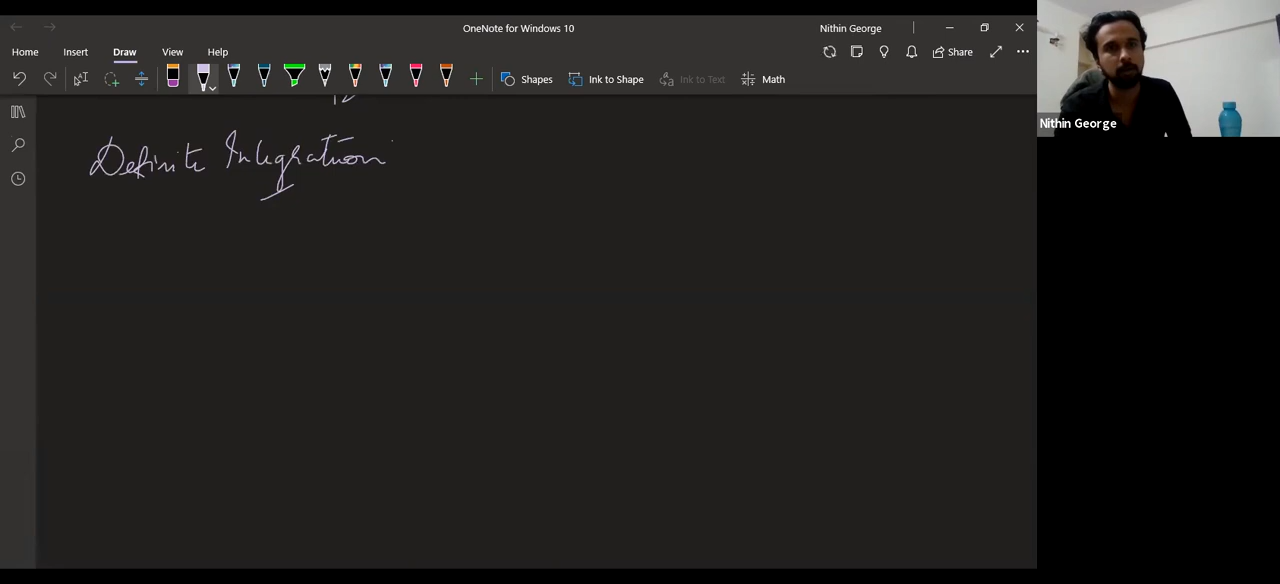 OneNote for Windows 10
Nithin George
Home Insert Draw View Help
Share
Shapes Ink to Shape Ink to Text Math
Nithin George
12
Definite Integration